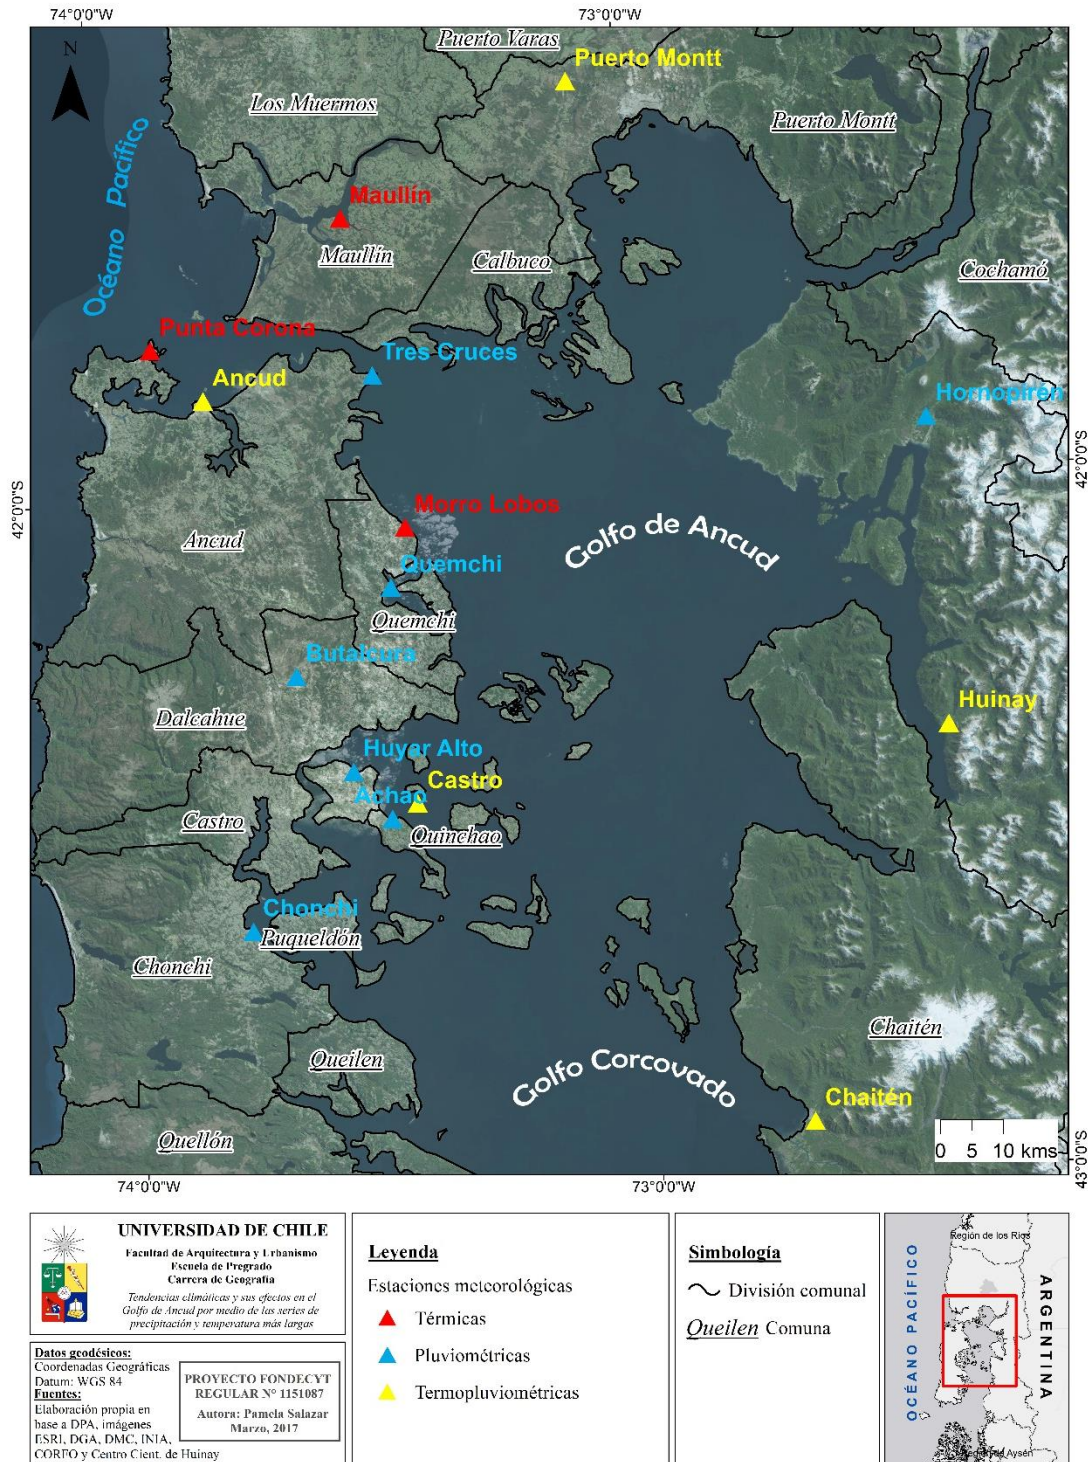 74°0'0"W
73°0'0"W
N
Puerto Varas
Puerto Montt
Los Muermos
Puerto Montt
Océano Pacífico
Maullín
Maullín
Calbuco
Cochamó
Punta Corona
Tres Cruces
Ancud
Hornopirén
42°0'0"S
42°0'0"S
Morro Lobos
Golfo de Ancud
Ancud
Quemchi
Quemchi
Butalcura
Huinay
Dalcahue
Huyar Alto
Castro
Achao
Castro
Quinchao
Chonchi
Puqueldón
Chonchi
Chaitén
Queilen
Golfo Corcovado
Chaitén
Quellón
0 5 10 kms
43°0'0"S
74°0'0"W
73°0'0"W
UNIVERSIDAD DE CHILE
Facultad de Arquitectura y Urbanismo
Escuela de Pregrado
Carrera de Geografía
Tendencias climáticas y sus efectos en el
Golfo de Ancud por medio de las series de
precipitación y temperatura más largas
Datos geodésicos:
Coordenadas Geográficas
Datum: WGS 84
Fuentes:
Elaboración propia en
base a DPA, imágenes
ESRI, DGA, DMC, INIA,
CORFO y Centro Cient. de Huinay
PROYECTO FONDECYT
REGULAR N° 1151087
Autora: Pamela Salazar
Marzo, 2017
Leyenda
Estaciones meteorológicas
Térmicas
Pluviométricas
Termopluviométricas
Simbología
División comunal
Queilen Comuna
Región de los Ríos
OCÉANO PACÍFICO
ARGENTINA
Región de Aysén